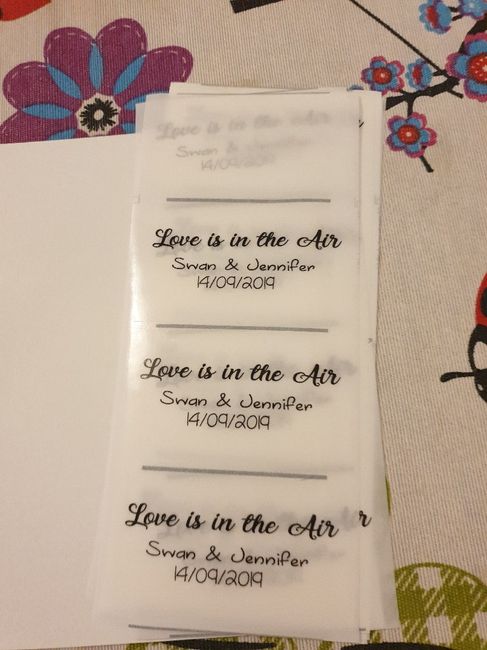 Love is in the Air
Swan & Jennifer
14/09/2019
Love is in the Air
Swan & Jennifer
14/09/2019
Love is in the Air
Swan & Jennifer
14/09/2019
Love is in the Air
Swan & Jennifer
14/09/2019
r